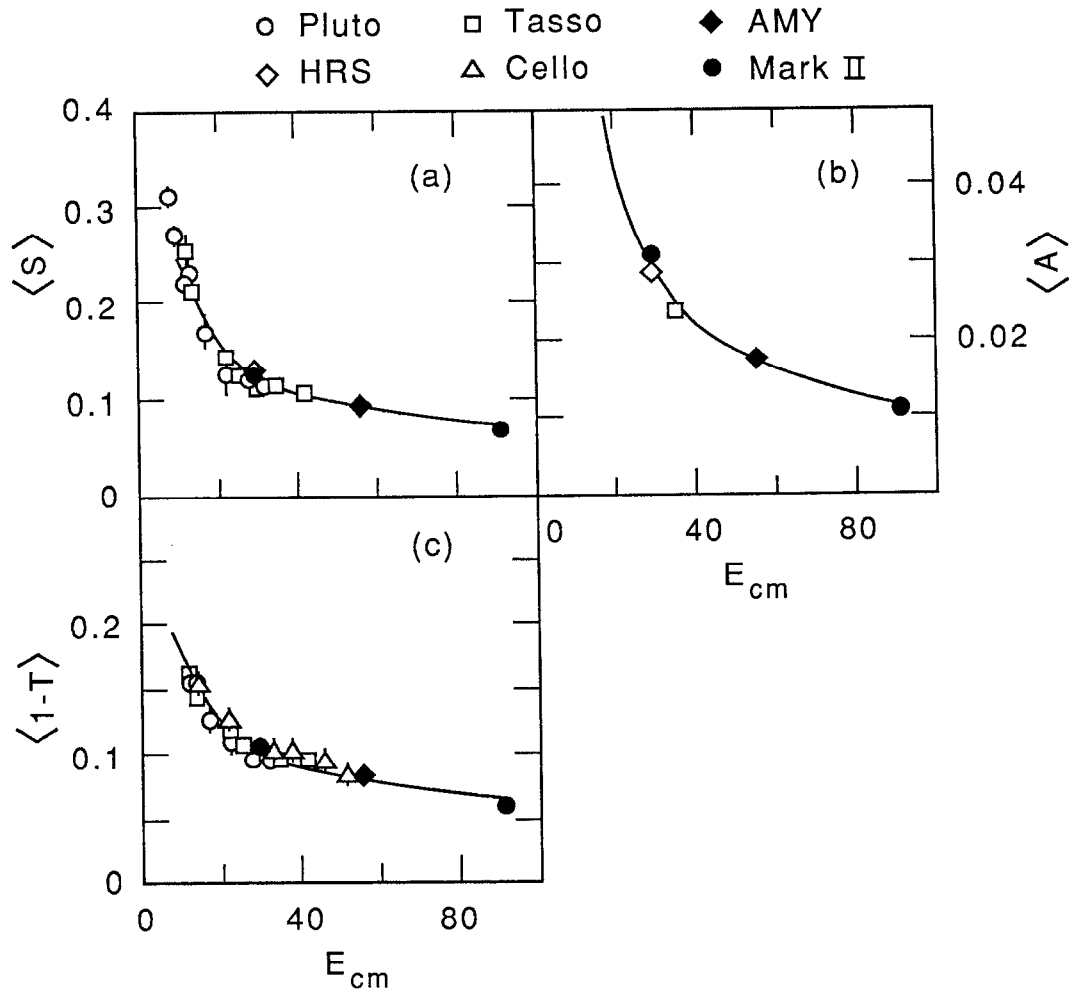 Pluto Tasso AMY
HRS Cello Mark II
0.4
(a)
(b)
0.3
0.04
⟨S⟩
⟨A⟩
0.2
0.02
0.1
0
0 40 80
E_cm
(c)
0.2
⟨1-T⟩
0.1
0
0 40 80
E_cm